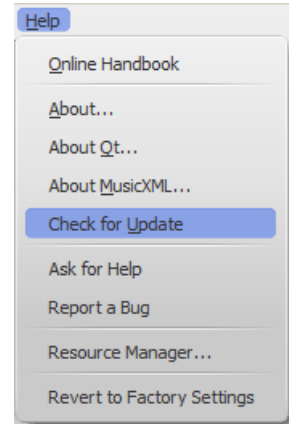 Help
Online Handbook
About...
About Qt...
About MusicXML...
Check for Update
Ask for Help
Report a Bug
Resource Manager...
Revert to Factory Settings